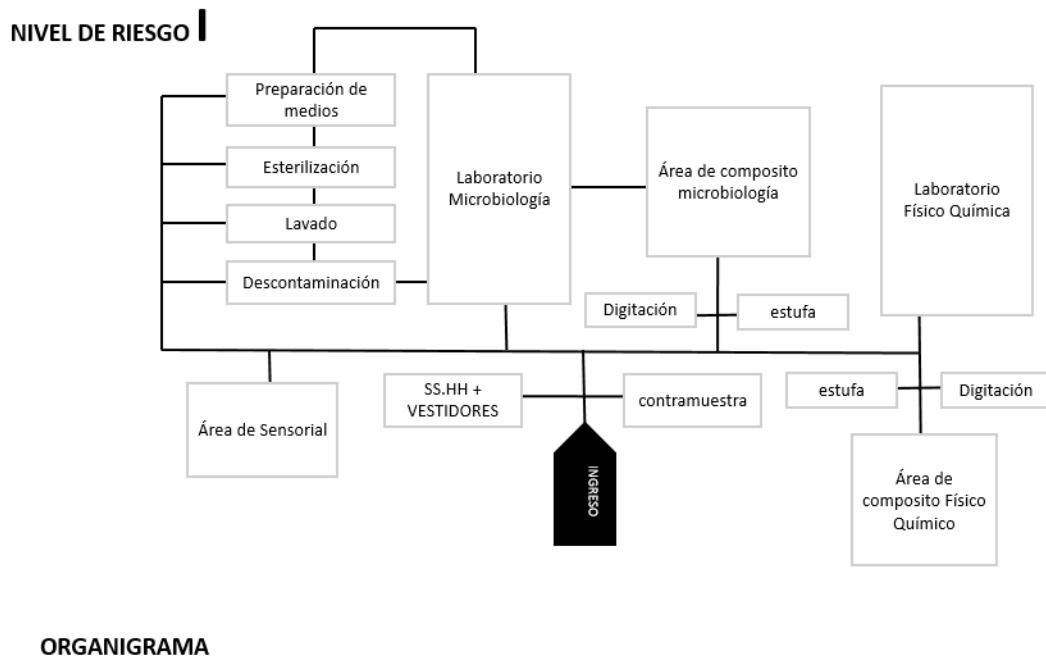 NIVEL DE RIESGO I
Preparación de
medios
Esterilización
Lavado
Descontaminación
Laboratorio
Microbiología
Área de composito
microbiología
Laboratorio
Físico Química
Digitación
estufa
Área de Sensorial
SS.HH +
VESTIDORES
contramuestra
INGRESO
estufa
Digitación
Área de
composito Físico
Químico
ORGANIGRAMA